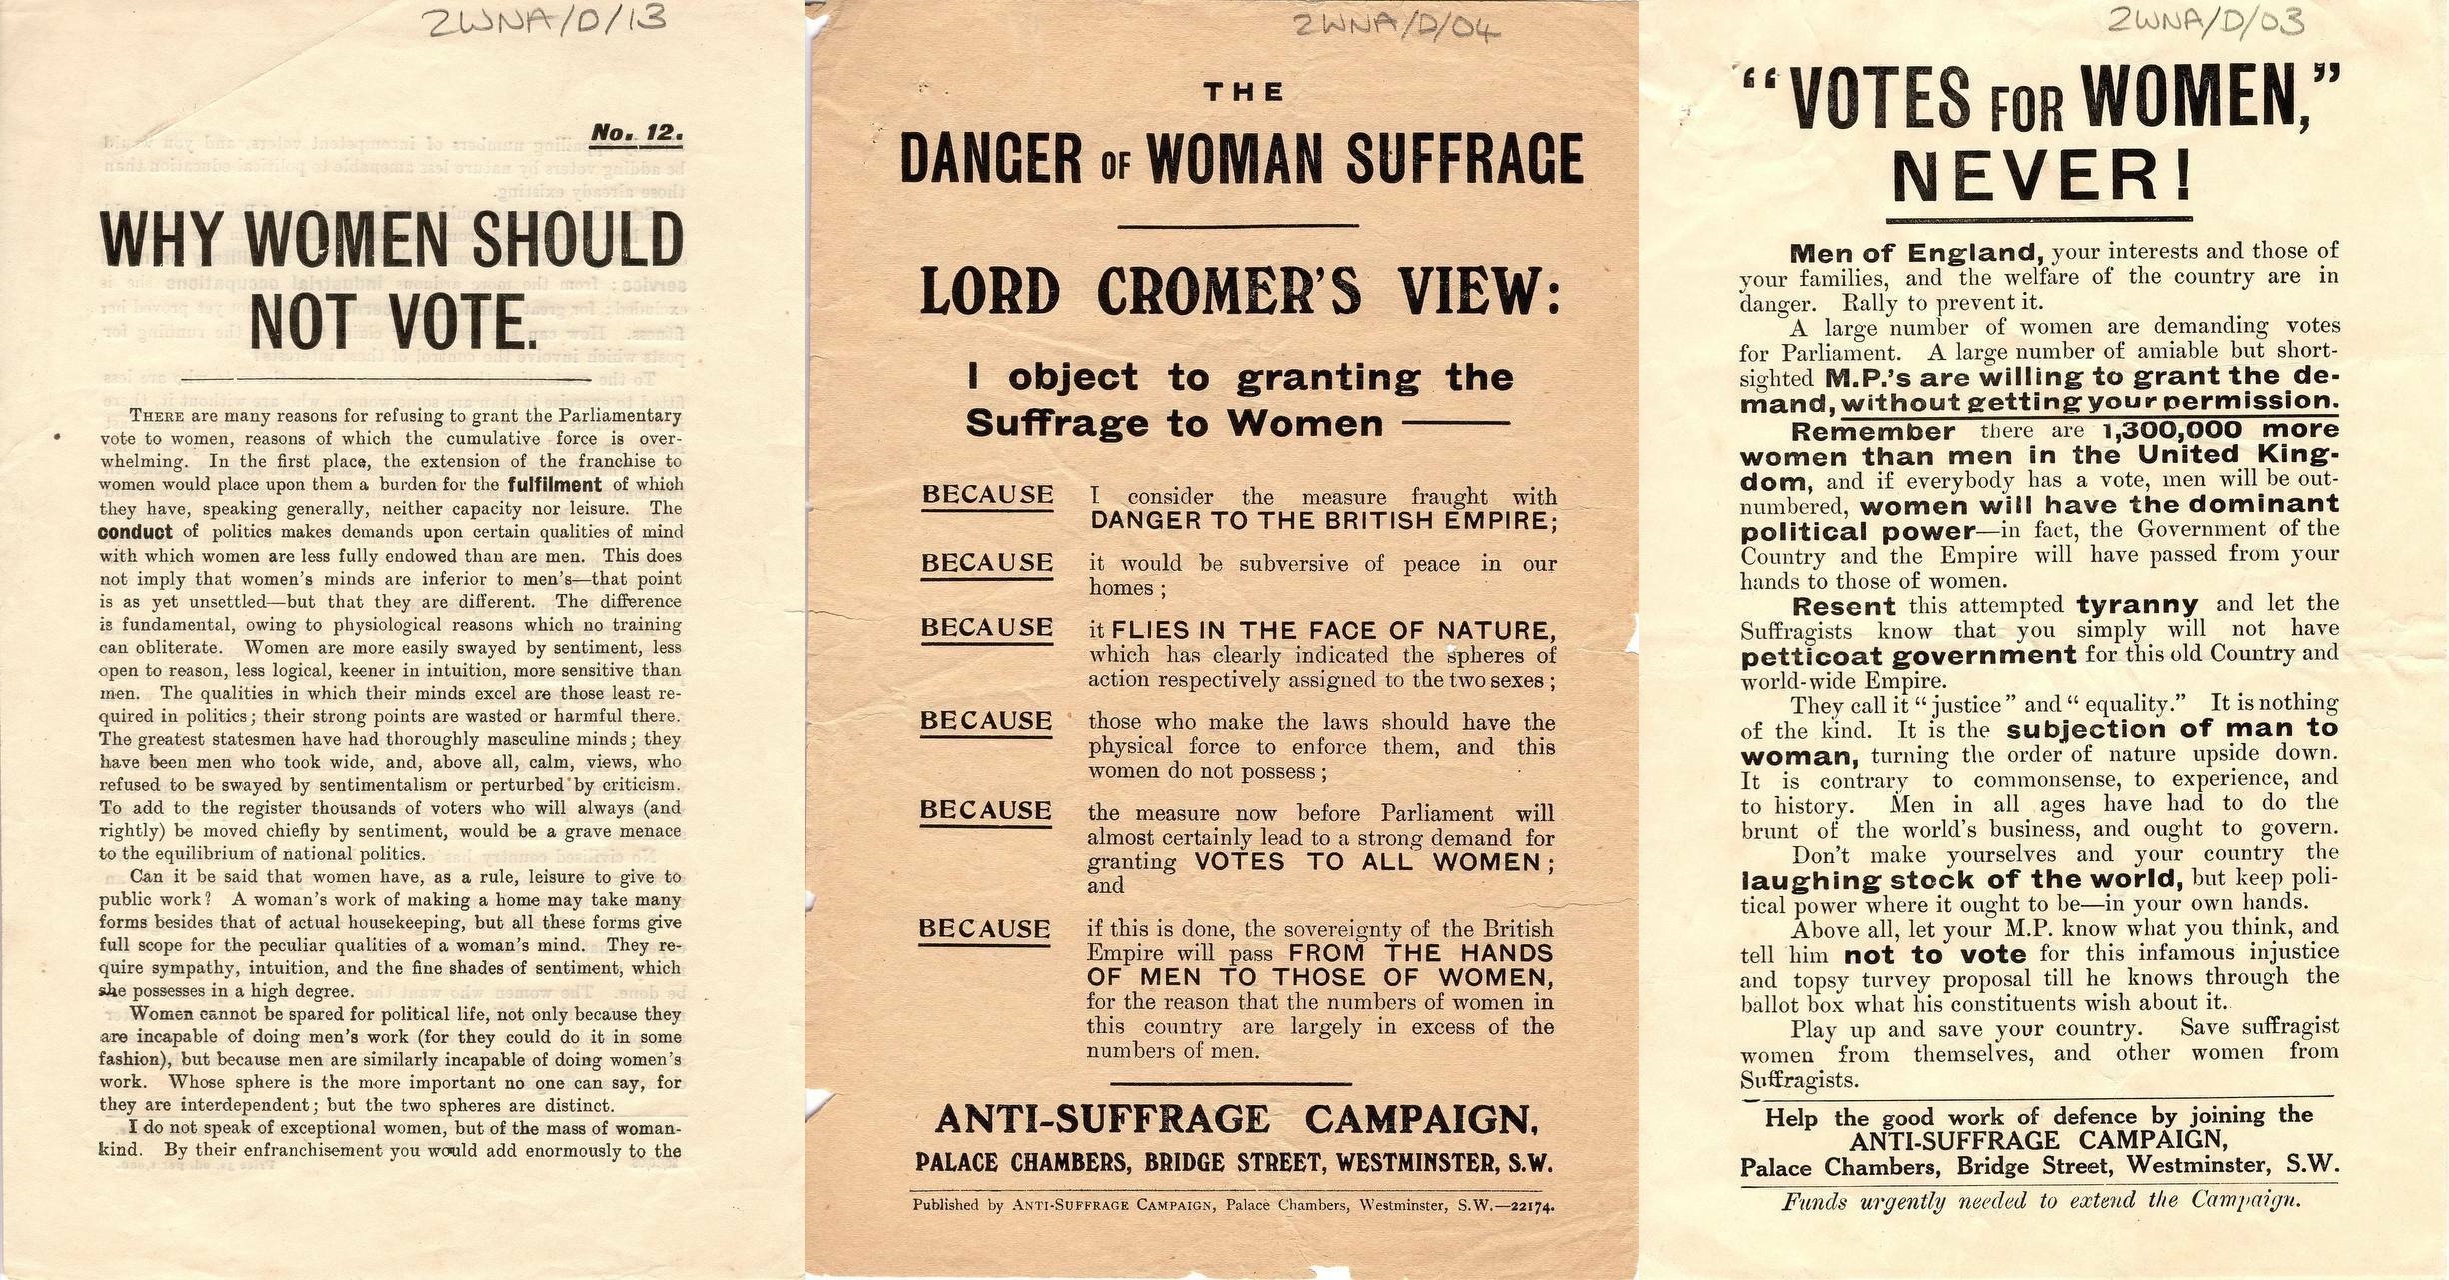 2WNA/D/13
No. 12.
WHY WOMEN SHOULD
NOT VOTE.
THERE are many reasons for refusing to grant the Parliamentary
vote to women, reasons of which the cumulative force is over-
whelming. In the first place, the extension of the franchise to
women would place upon them a burden for the fulfilment of which
they have, speaking generally, neither capacity nor leisure. The
conduct of politics makes demands upon certain qualities of mind
with which women are less fully endowed than are men. This does
not imply that women's minds are inferior to men's—that point
is as yet unsettled—but that they are different. The difference
is fundamental, owing to physiological reasons which no training
can obliterate. Women are more easily swayed by sentiment, less
open to reason, less logical, keener in intuition, more sensitive than
men. The qualities in which their minds excel are those least re-
quired in politics; their strong points are wasted or harmful there.
The greatest statesmen have had thoroughly masculine minds; they
have been men who took wide, and, above all, calm, views, who
refused to be swayed by sentimentalism or perturbed by criticism.
To add to the register thousands of voters who will always (and
rightly) be moved chiefly by sentiment, would be a grave menace
to the equilibrium of national politics.
Can it be said that women have, as a rule, leisure to give to
public work? A woman's work of making a home may take many
forms besides that of actual housekeeping, but all these forms give
full scope for the peculiar qualities of a woman's mind. They re-
quire sympathy, intuition, and the fine shades of sentiment, which
she possesses in a high degree.
Women cannot be spared for political life, not only because they
are incapable of doing men's work (for they could do it in some
fashion), but because men are similarly incapable of doing women's
work. Whose sphere is the more important no one can say, for
they are interdependent; but the two spheres are distinct.
I do not speak of exceptional women, but of the mass of woman-
kind. By their enfranchisement you would add enormously to the
2WNA/D/04
THE
DANGER OF WOMAN SUFFRAGE
LORD CROMER'S VIEW:
I object to granting the
Suffrage to Women ——
BECAUSE I consider the measure fraught with
DANGER TO THE BRITISH EMPIRE;
BECAUSE it would be subversive of peace in our
homes;
BECAUSE it FLIES IN THE FACE OF NATURE,
which has clearly indicated the spheres of
action respectively assigned to the two sexes;
BECAUSE those who make the laws should have the
physical force to enforce them, and this
women do not possess;
BECAUSE the measure now before Parliament will
almost certainly lead to a strong demand for
granting VOTES TO ALL WOMEN;
and
BECAUSE if this is done, the sovereignty of the British
Empire will pass FROM THE HANDS
OF MEN TO THOSE OF WOMEN,
for the reason that the numbers of women in
this country are largely in excess of the
numbers of men.
ANTI-SUFFRAGE CAMPAIGN,
PALACE CHAMBERS, BRIDGE STREET, WESTMINSTER, S.W.
Published by ANTI-SUFFRAGE CAMPAIGN, Palace Chambers, Westminster, S.W.—22174.
2WNA/D/03
"VOTES FOR WOMEN,"
NEVER!
Men of England, your interests and those of
your families, and the welfare of the country are in
danger. Rally to prevent it.
A large number of women are demanding votes
for Parliament. A large number of amiable but short-
sighted M.P.'s are willing to grant the de-
mand, without getting your permission.
Remember there are 1,300,000 more
women than men in the United King-
dom, and if everybody has a vote, men will be out-
numbered, women will have the dominant
political power—in fact, the Government of the
Country and the Empire will have passed from your
hands to those of women.
Resent this attempted tyranny and let the
Suffragists know that you simply will not have
petticoat government for this old Country and
world-wide Empire.
They call it "justice" and "equality." It is nothing
of the kind. It is the subjection of man to
woman, turning the order of nature upside down.
It is contrary to commonsense, to experience, and
to history. Men in all ages have had to do the
brunt of the world's business, and ought to govern.
Don't make yourselves and your country the
laughing stock of the world, but keep poli-
tical power where it ought to be—in your own hands.
Above all, let your M.P. know what you think, and
tell him not to vote for this infamous injustice
and topsy turvey proposal till he knows through the
ballot box what his constituents wish about it.
Play up and save your country. Save suffragist
women from themselves, and other women from
Suffragists.
Help the good work of defence by joining the
ANTI-SUFFRAGE CAMPAIGN,
Palace Chambers, Bridge Street, Westminster, S.W.
Funds urgently needed to extend the Campaign.